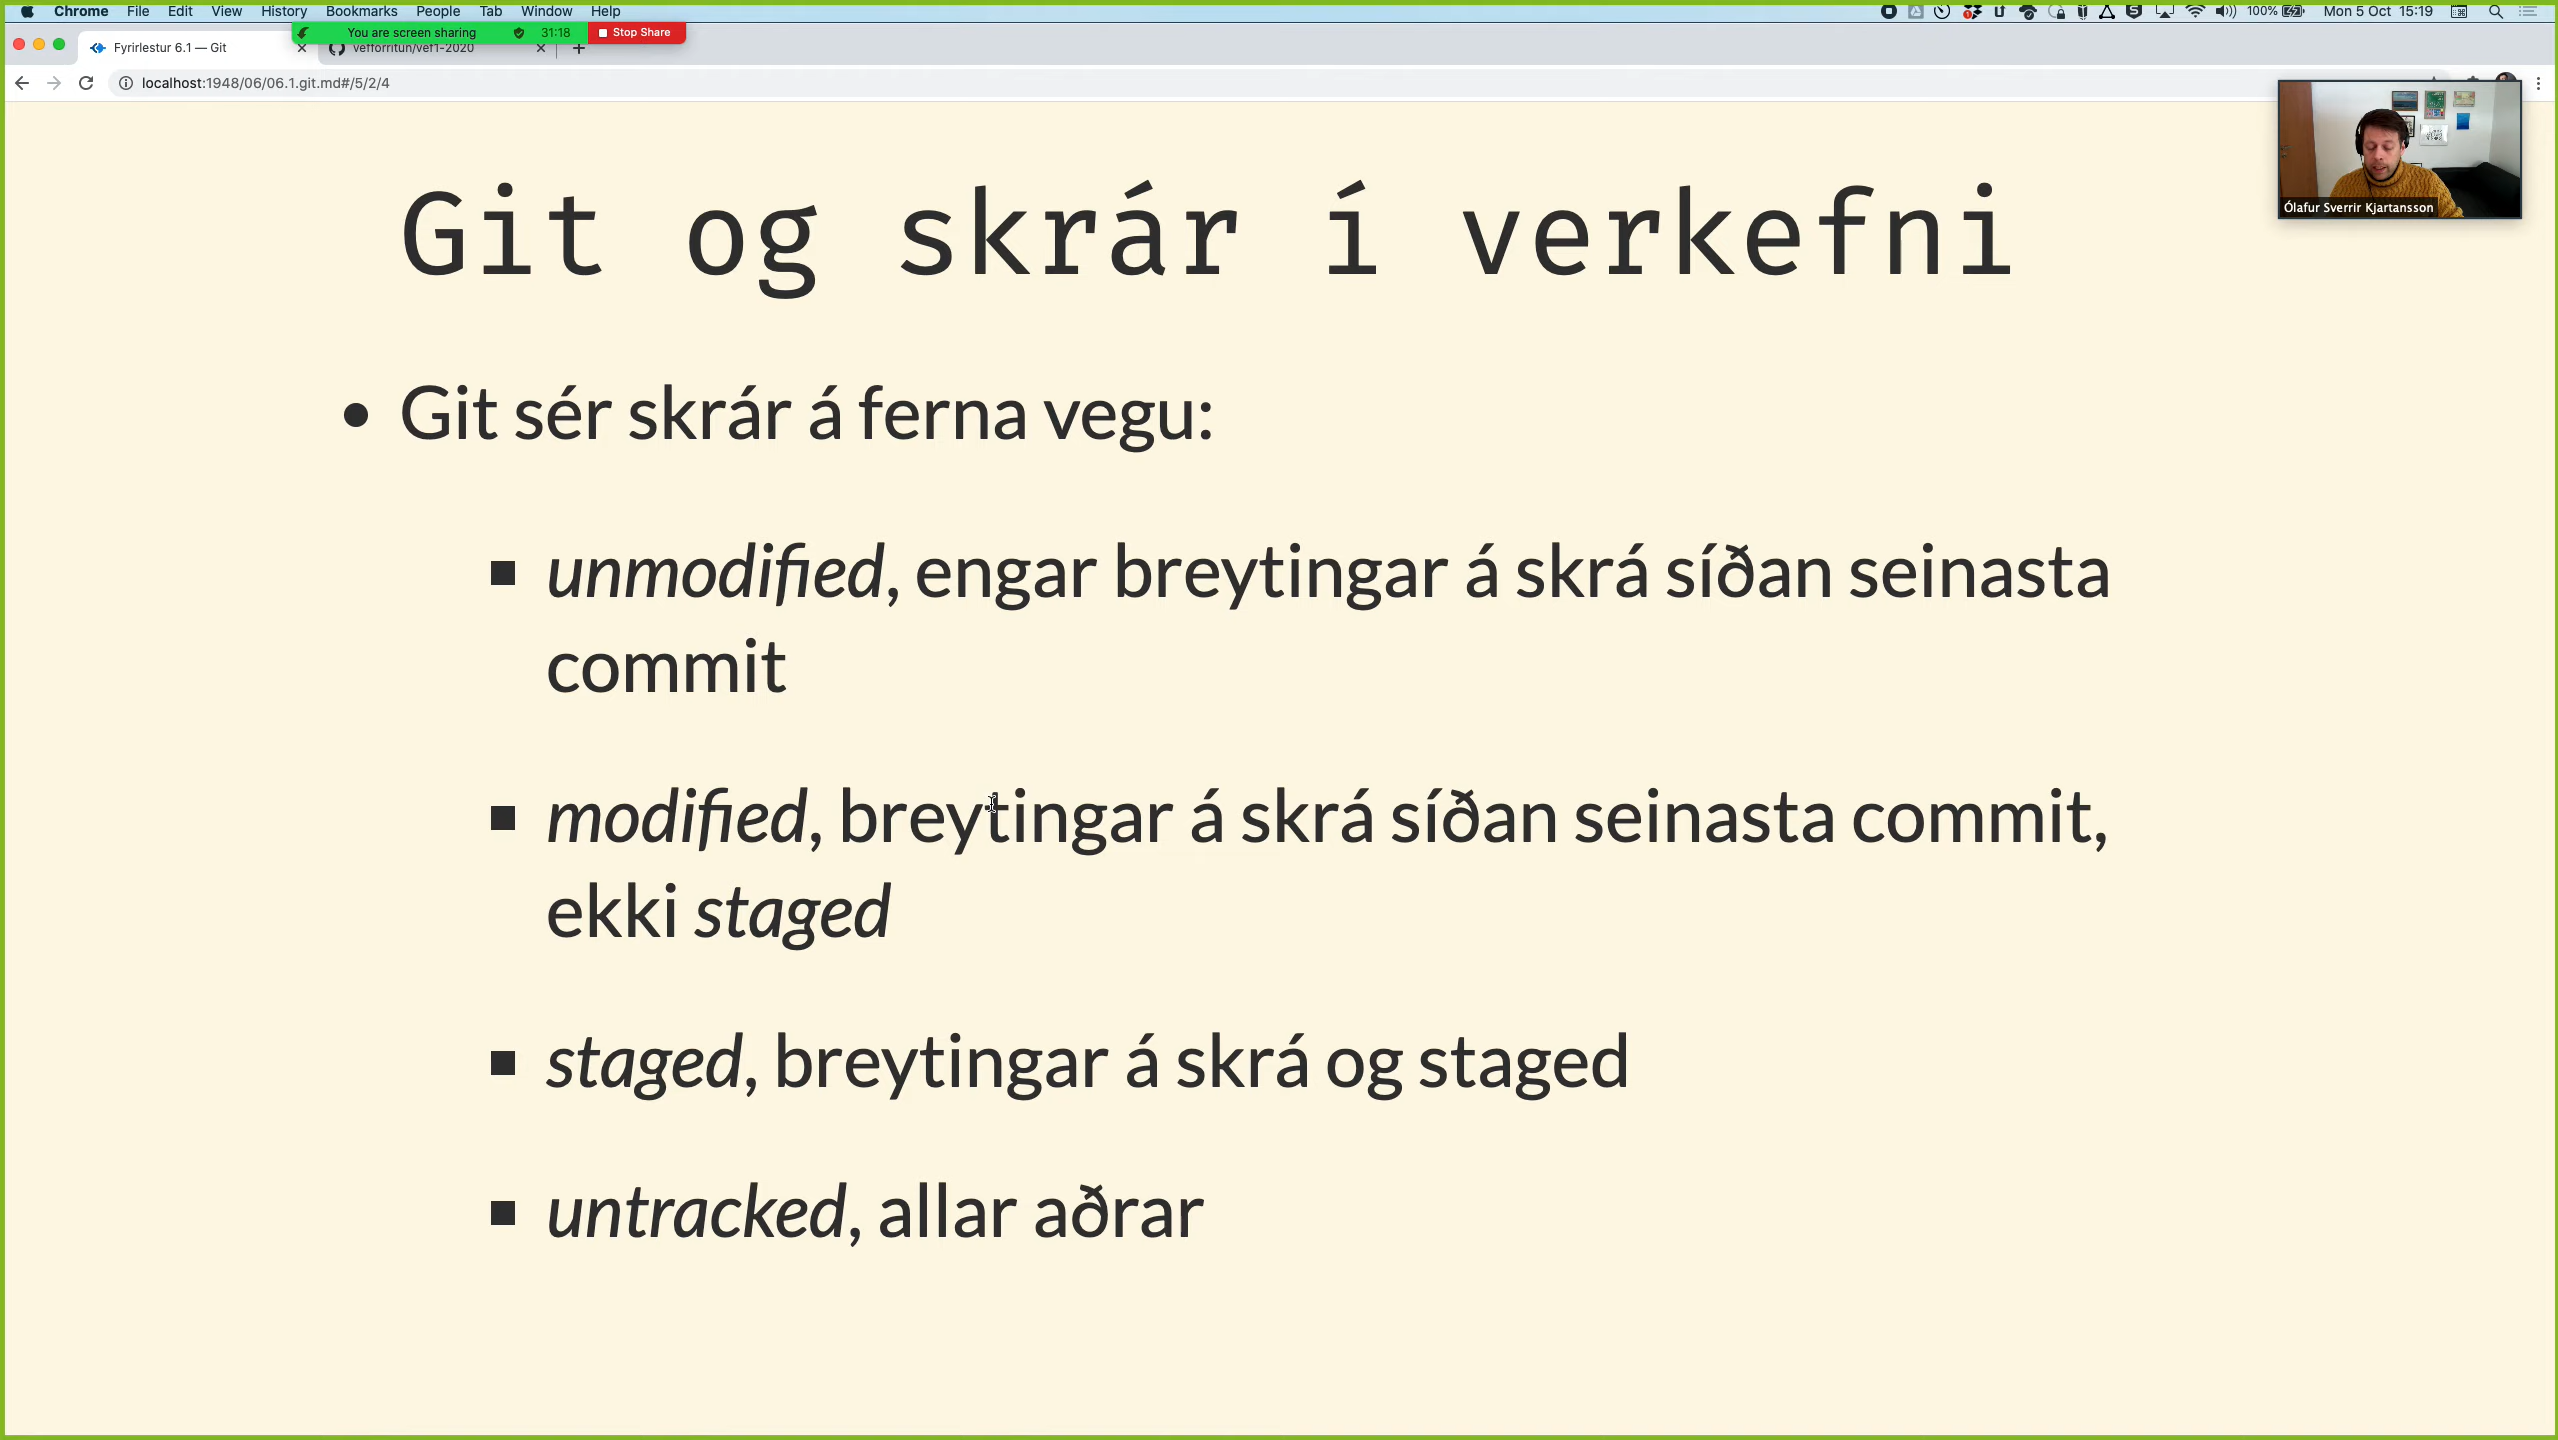 Chrome File Edit View History Bookmarks People Tab Window Help
100% Mon 5 Oct 15:19
You are screen sharing 31:18 Stop Share
Fyrirlestur 6.1 — Git
vefforritun/vef1-2020
localhost:1948/06/06.1.git.md#/5/2/4
Ólafur Sverrir Kjartansson
Git og skrár í verkefni
• Git sér skrár á ferna vegu:
▪ unmodified, engar breytingar á skrá síðan seinasta
commit
▪ modified, breytingar á skrá síðan seinasta commit,
ekki staged
▪ staged, breytingar á skrá og staged
▪ untracked, allar aðrar